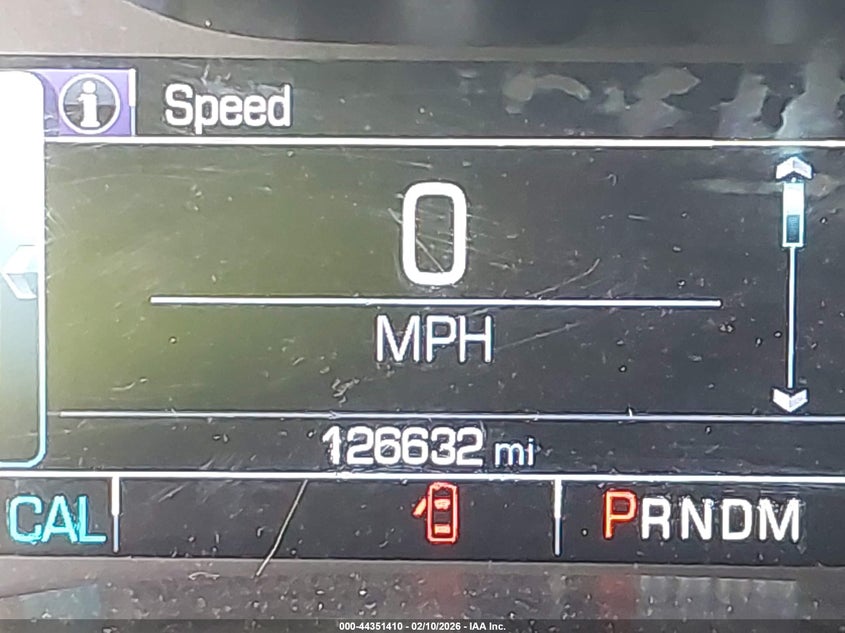 Speed
0
MPH
126632 mi
CAL
PRNDM
000-44351410 - 02/10/2026 - IAA Inc.